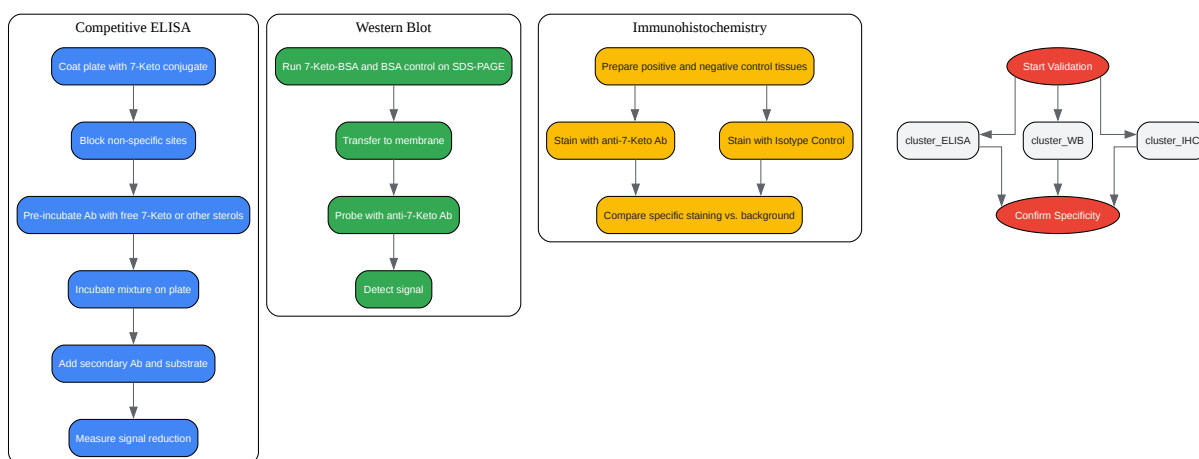 Competitive ELISA
Coat plate with 7-Keto conjugate
Block non-specific sites
Pre-incubate Ab with free 7-Keto or other sterols
Incubate mixture on plate
Add secondary Ab and substrate
Measure signal reduction
Western Blot
Run 7-Keto-BSA and BSA control on SDS-PAGE
Transfer to membrane
Probe with anti-7-Keto Ab
Detect signal
Immunohistochemistry
Prepare positive and negative control tissues
Stain with anti-7-Keto Ab
Stain with Isotype Control
Compare specific staining vs. background
Start Validation
cluster_ELISA
cluster_WB
cluster_IHC
Confirm Specificity